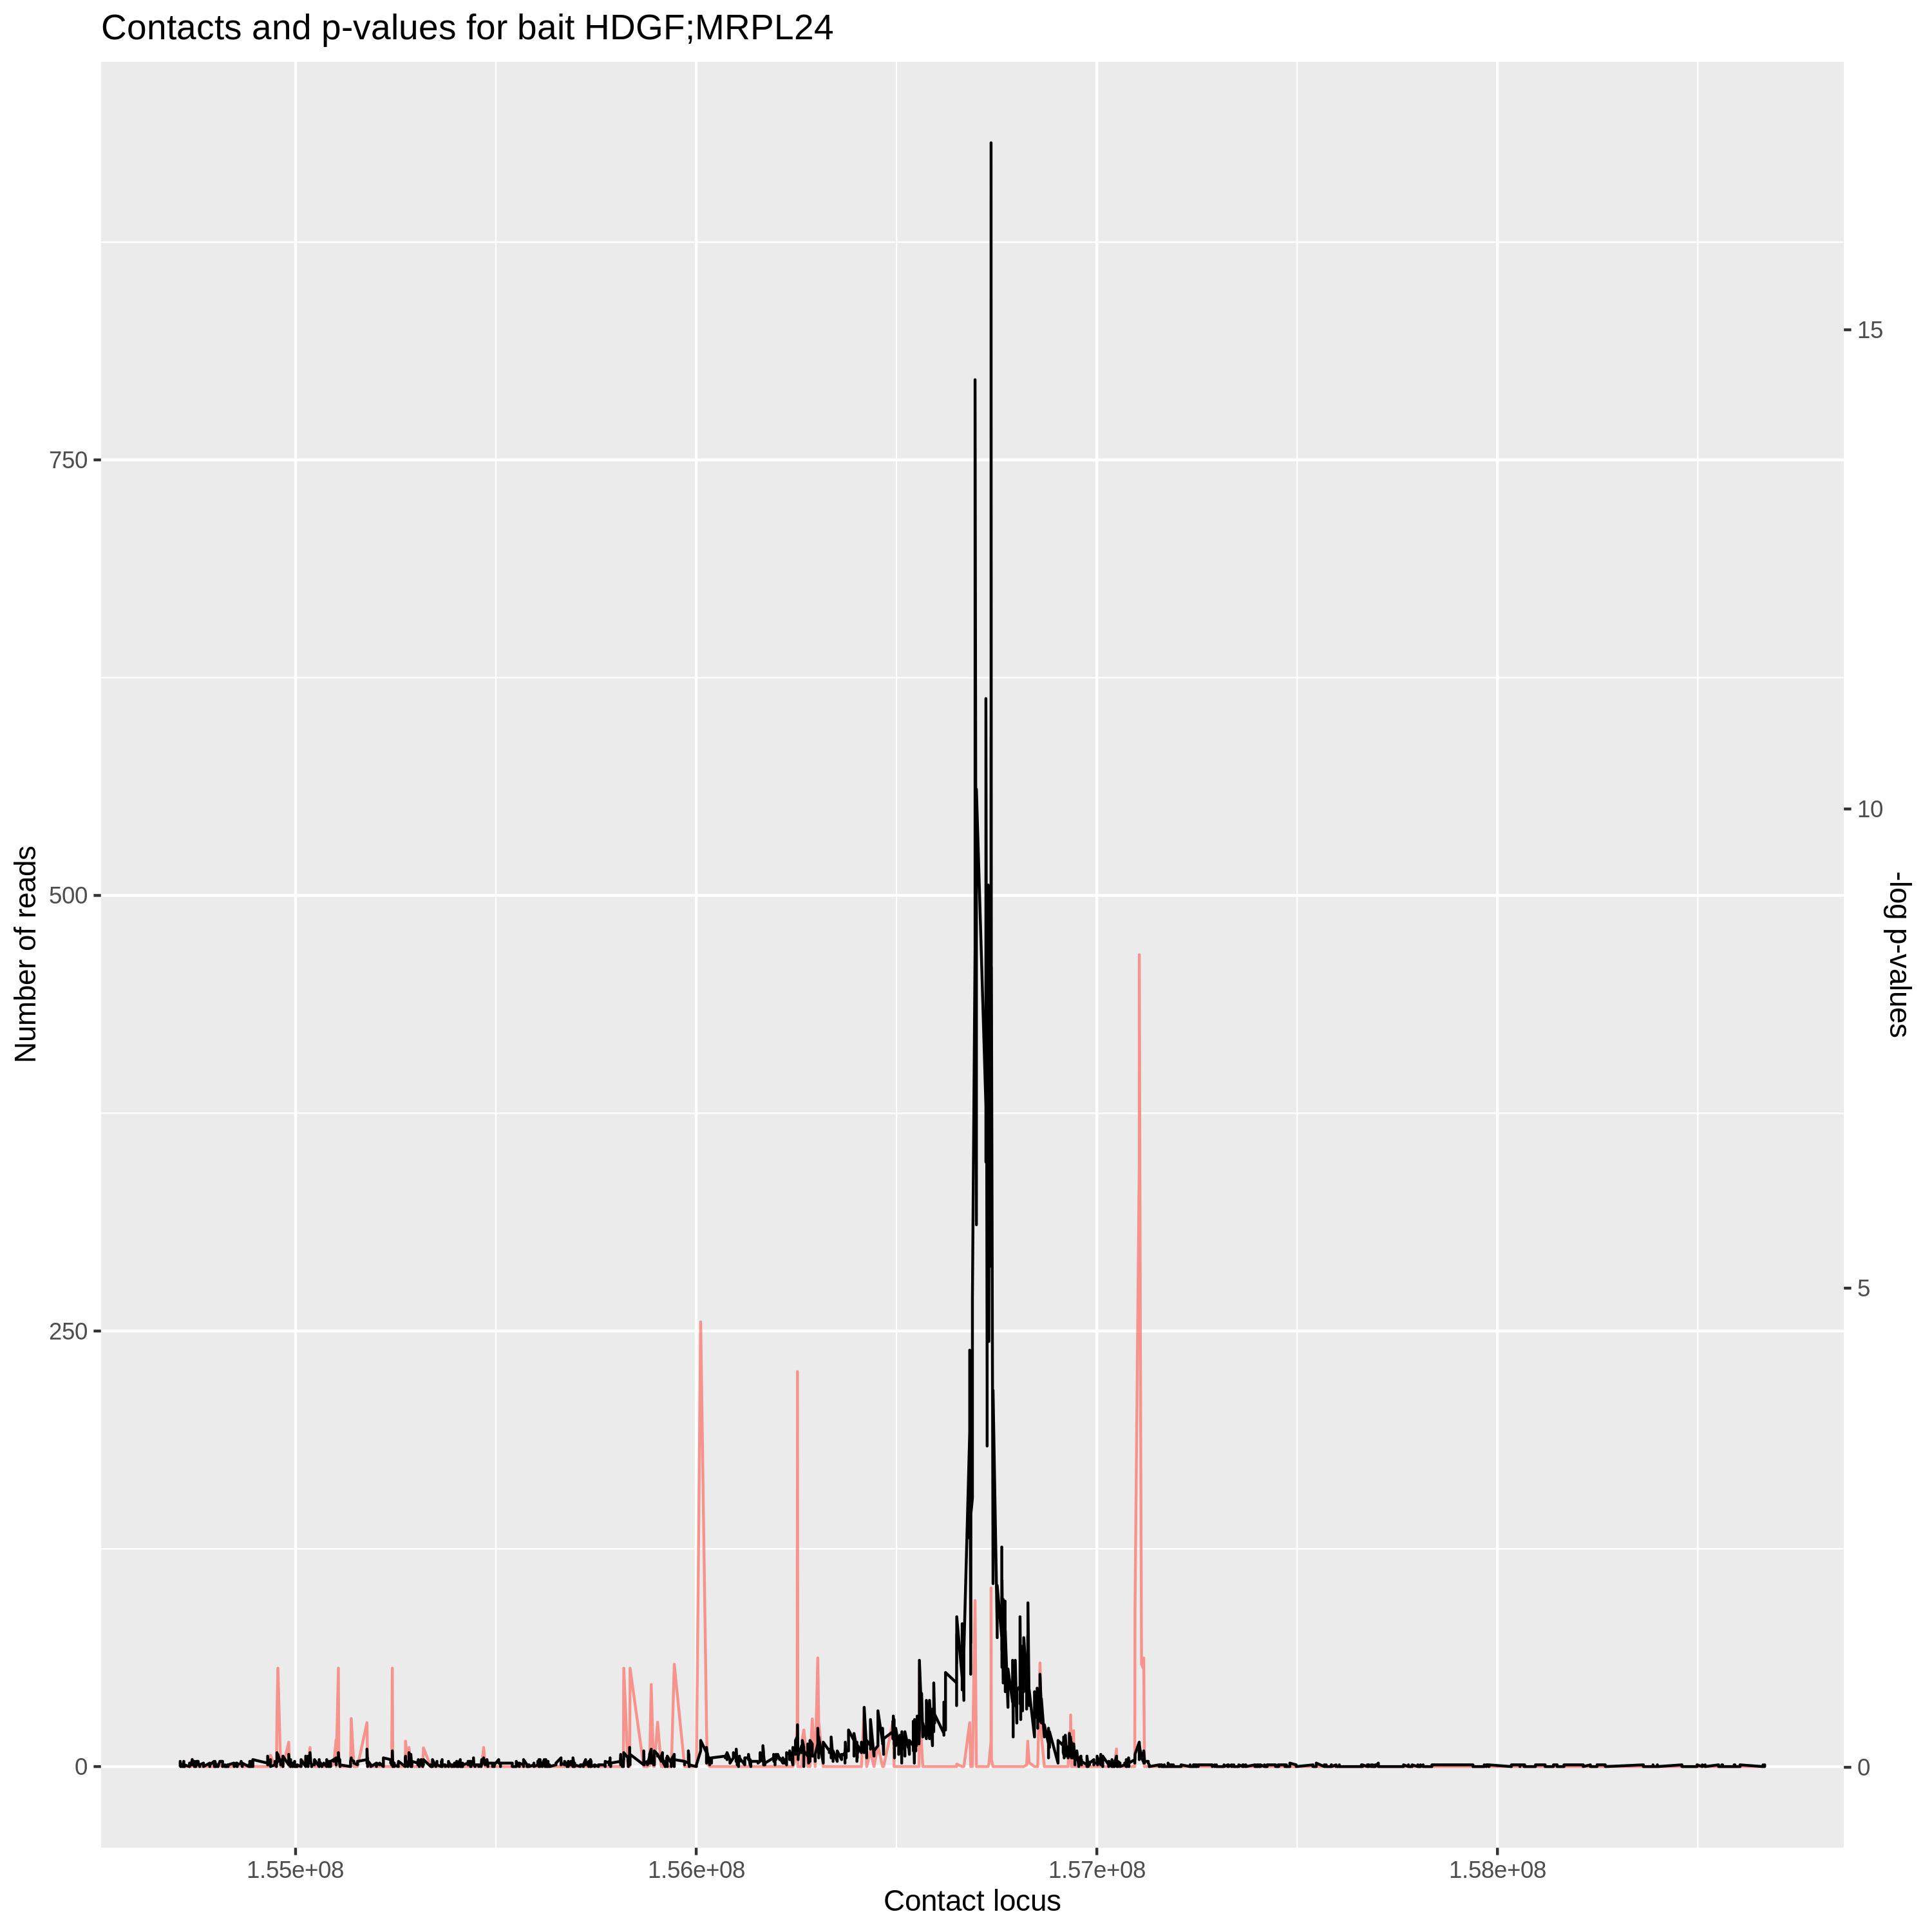 Contacts and p-values for bait HDGF;MRPL24
Number of reads
750
500
250
0
15
10
5
0
-log p-values
1.55e+08
1.56e+08
1.57e+08
1.58e+08
Contact locus